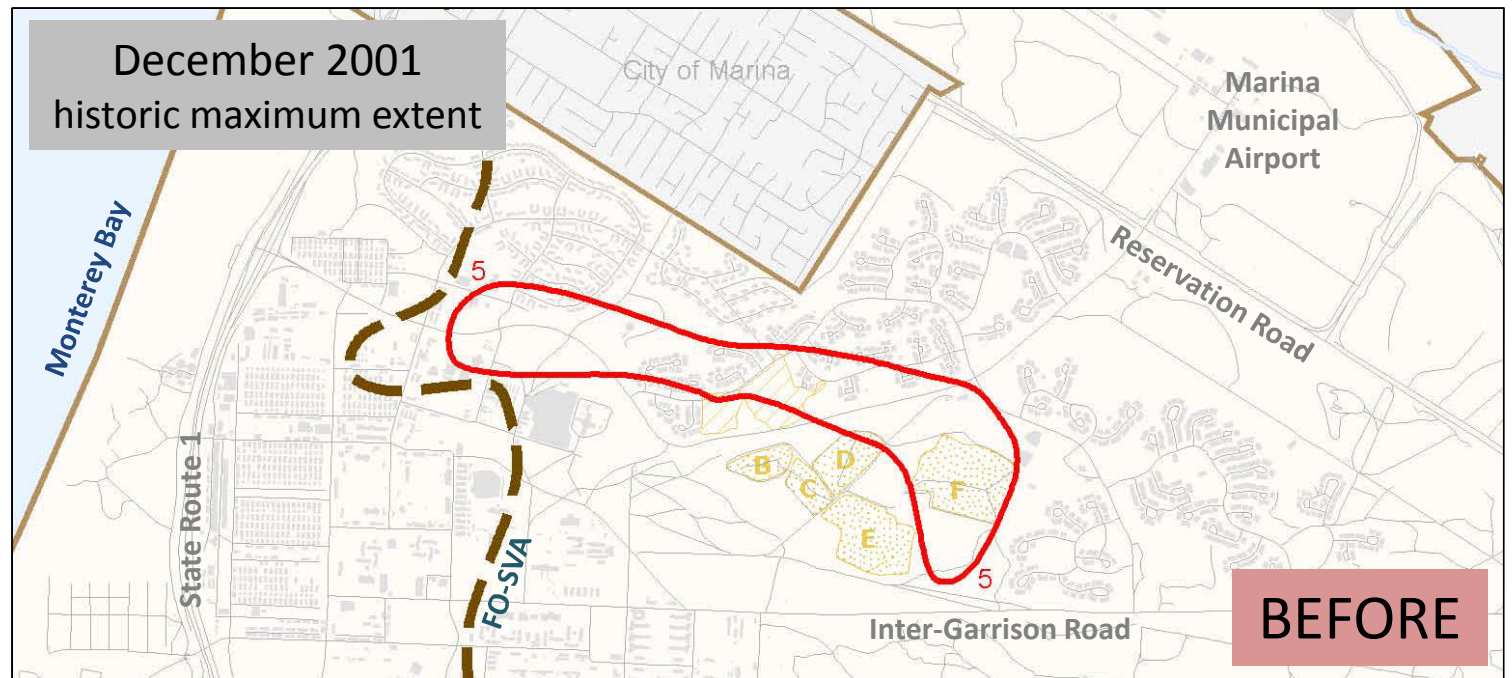 December 2001
historic maximum extent
City of Marina
Marina
Municipal
Airport
Monterey Bay
Reservation Road
5
State Route 1
B
D
C
F
E
FO-SVA
5
Inter-Garrison Road
BEFORE